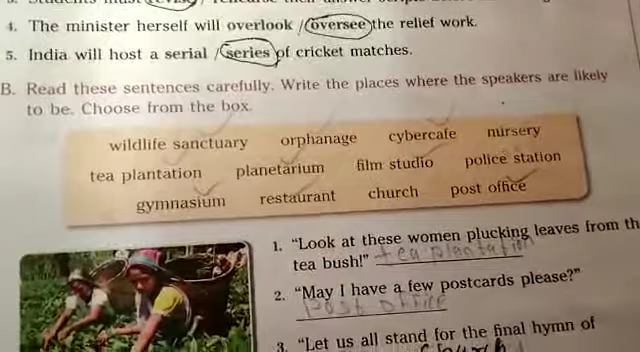 4. The minister herself will overlook / oversee the relief work.
5. India will host a serial / series of cricket matches.
B. Read these sentences carefully. Write the places where the speakers are likely
to be. Choose from the box.
wildlife sanctuary orphanage cybercafe nursery
tea plantation planetarium film studio police station
gymnasium restaurant church post office
1. "Look at these women plucking leaves from th
tea bush!" tea plantation
2. "May I have a few postcards please?"
post office
3. "Let us all stand for the final hymn of
church